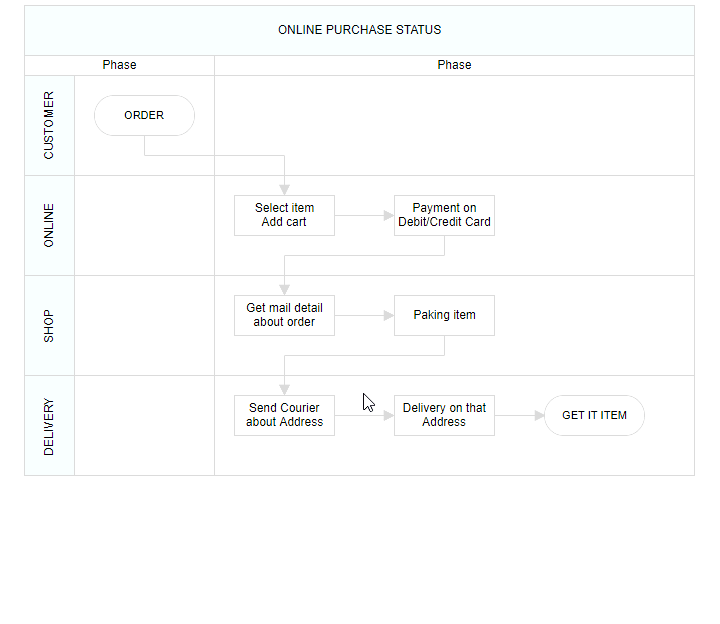 ONLINE PURCHASE STATUS
Phase
Phase
CUSTOMER
ORDER
ONLINE
Select item
Add cart
Payment on
Debit/Credit Card
SHOP
Get mail detail
about order
Paking item
DELIVERY
Send Courier
about Address
Delivery on that
Address
GET IT ITEM